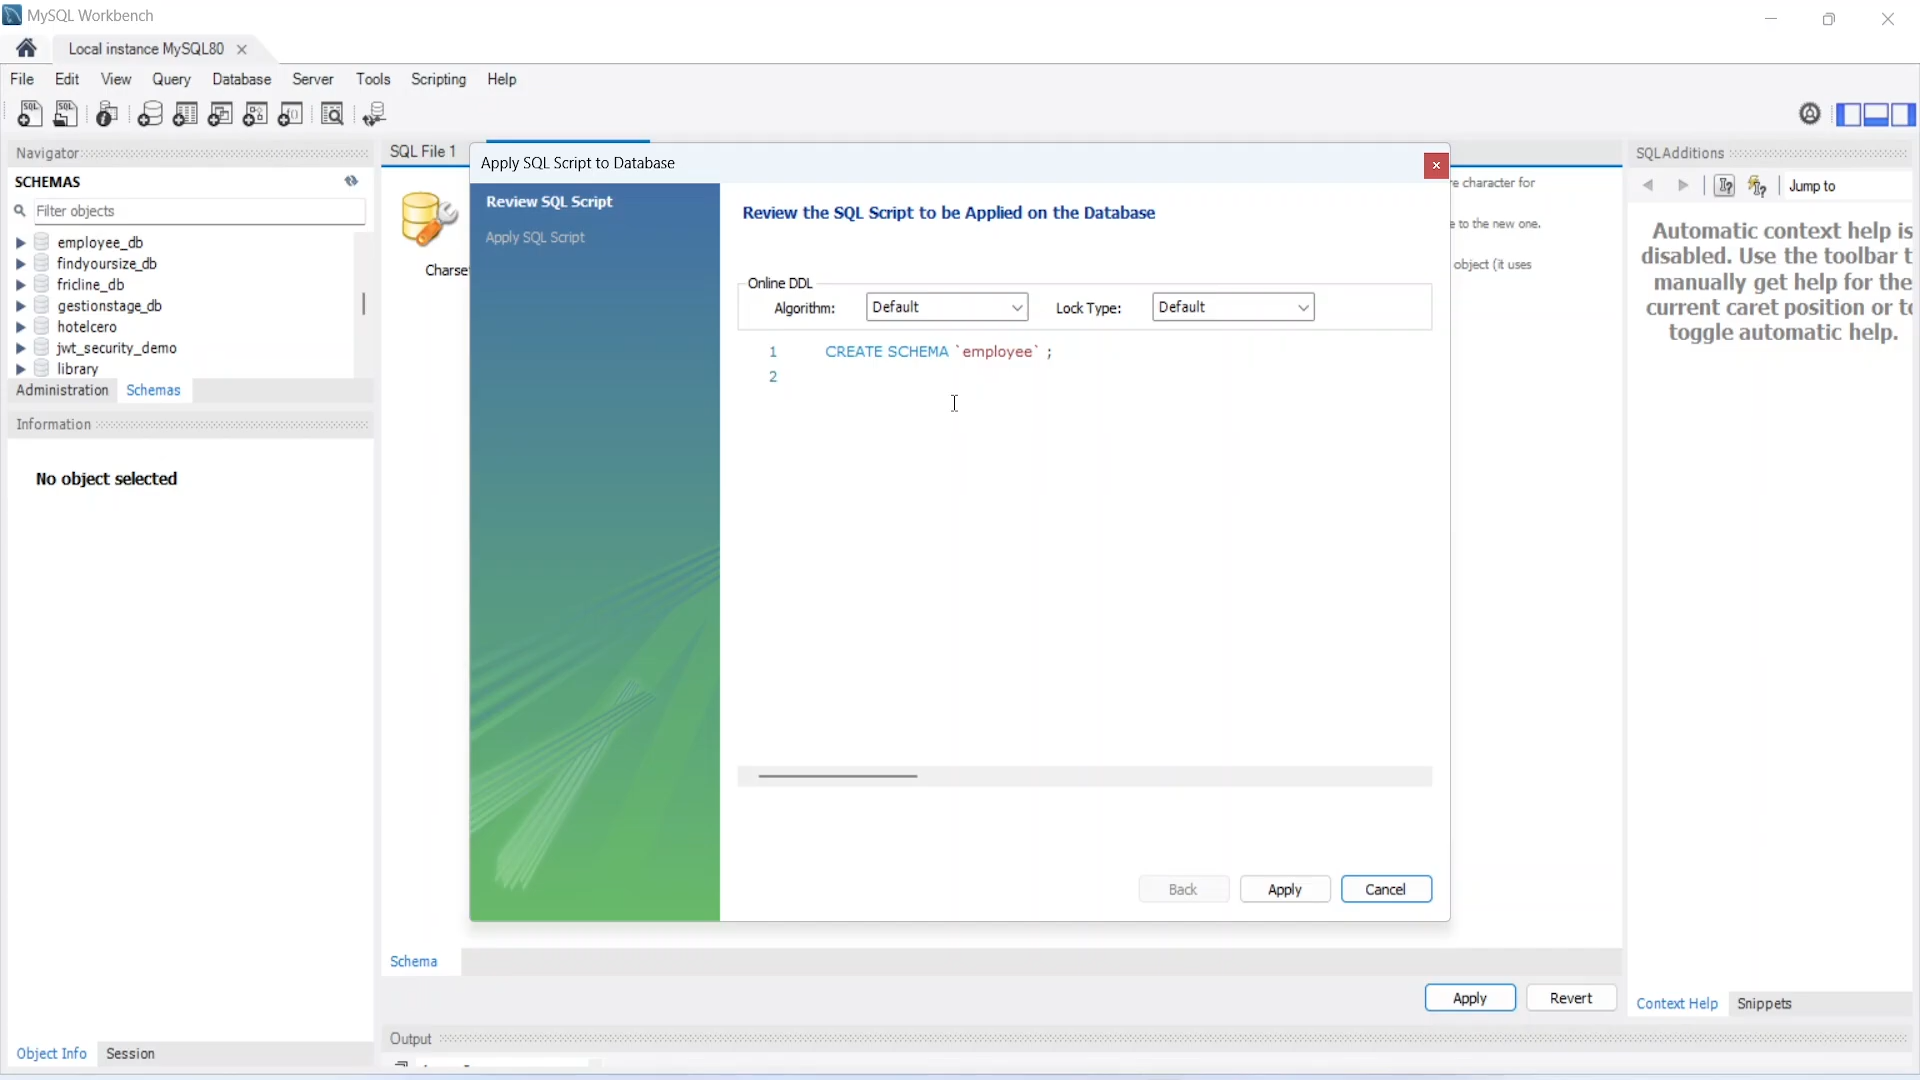 MySQL Workbench
Local instance MySQL80
File Edit View Query Database Server Tools Scripting Help
SQL SQL
Navigator
SCHEMAS
Filter objects
employee_db
findyoursize_db
fricline_db
gestionstage_db
hotelcero
jwt_security_demo
library
Administration Schemas
Information
No object selected
Object Info Session
SQL File 1
Charse
Apply SQL Script to Database
Review SQL Script
Apply SQL Script
Review the SQL Script to be Applied on the Database
Online DDL
Algorithm: Default Lock Type: Default
1 CREATE SCHEMA `employee` ;
2
Back Apply Cancel
e character for
e to the new one.
object (it uses
Schema
Apply Revert
Output
SQLAdditions
Jump to
Automatic context help is
disabled. Use the toolbar t
manually get help for the
current caret position or to
toggle automatic help.
Context Help Snippets